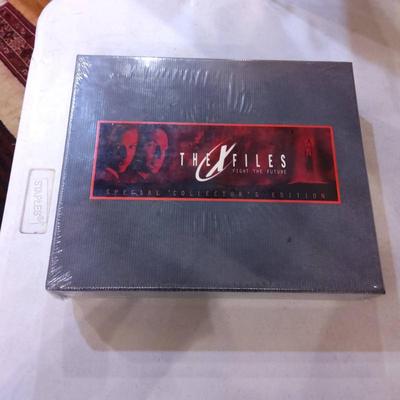 THE X FILES
FIGHT THE FUTURE
SPECIAL COLLECTOR'S EDITION
STAPLES